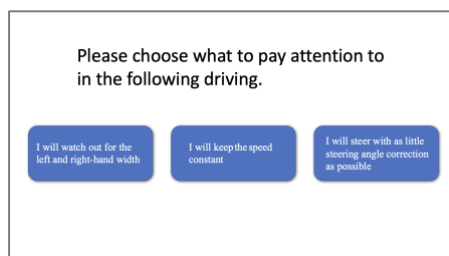 Please choose what to pay attention to
in the following driving.
I will watch out for the
left and right-hand width
I will keep the speed
constant
I will steer with as little
steering angle correction
as possible